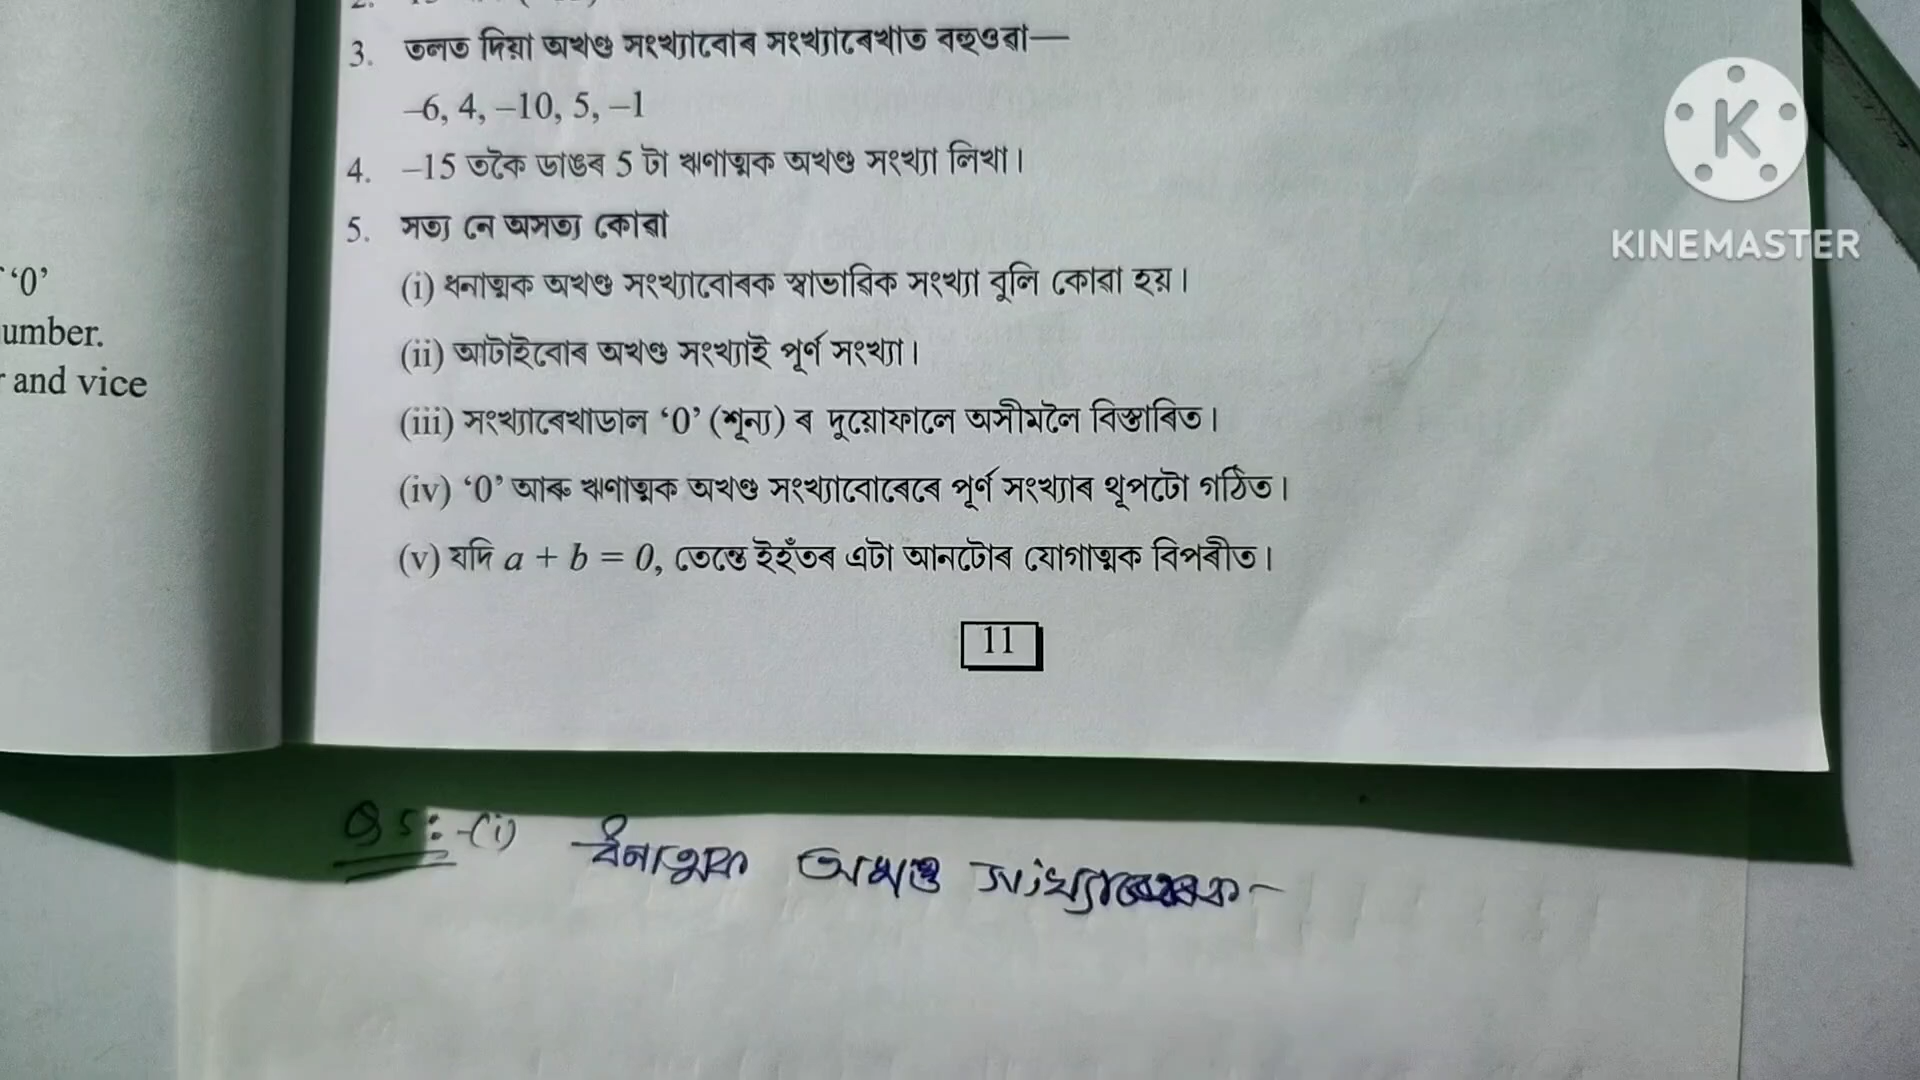 3. তলত দিয়া অখণ্ড সংখ্যাবোৰ সংখ্যাৰেখাত বহুওৱা—
–6, 4, –10, 5, –1
4. –15 তকৈ ডাঙৰ 5 টা ঋণাত্মক অখণ্ড সংখ্যা লিখা।
5. সত্য নে অসত্য কোৱা
(i) ধনাত্মক অখণ্ড সংখ্যাবোৰক স্বাভাৱিক সংখ্যা বুলি কোৱা হয়।
(ii) আটাইবোৰ অখণ্ড সংখ্যাই পূৰ্ণ সংখ্যা।
(iii) সংখ্যাৰেখাডাল ‘0’ (শূন্য) ৰ দুয়োফালে অসীমলৈ বিস্তাৰিত।
(iv) ‘0’ আৰু ঋণাত্মক অখণ্ড সংখ্যাবোৰেৰে পূৰ্ণ সংখ্যাৰ থূপটো গঠিত।
(v) যদি a + b = 0, তেন্তে ইহঁতৰ এটা আনটোৰ যোগাত্মক বিপৰীত।
11
‘0’
umber.
and vice
KINEMASTER
Q 5:-(i) ধনাত্মক অখণ্ড